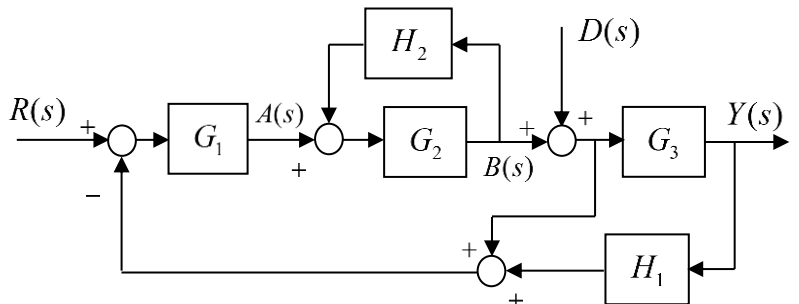 H₂
D(s)
R(s)
+
G₁
A(s)
+
G₂
+
B(s)
+
G₃
Y(s)
−
+
+
H₁